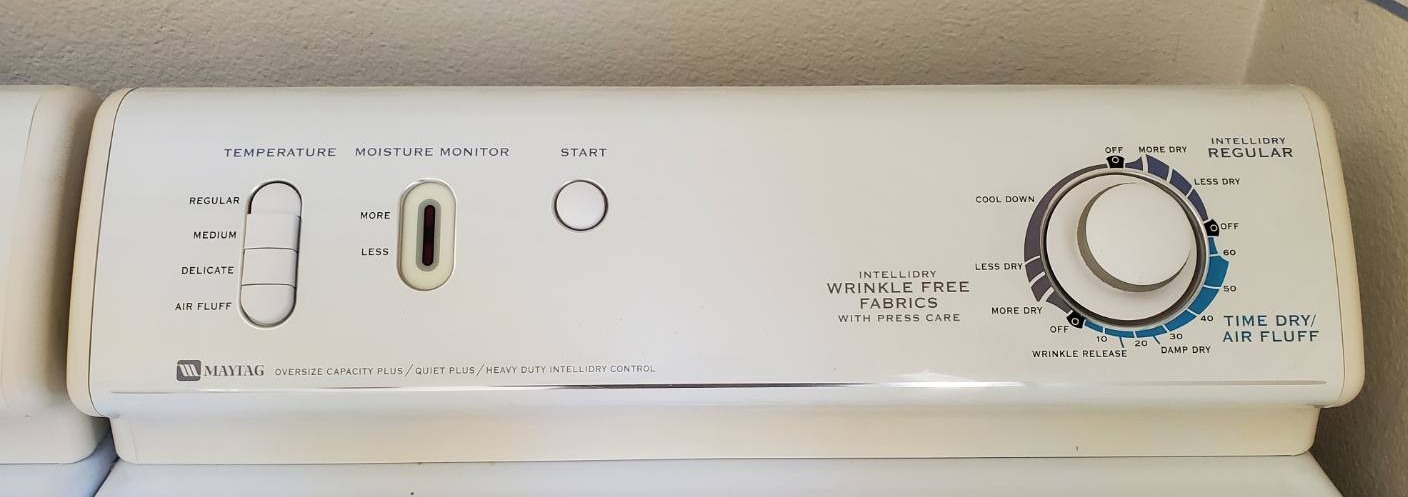 TEMPERATURE
REGULAR
MEDIUM
DELICATE
AIR FLUFF
MOISTURE MONITOR
MORE
LESS
START
MAYTAG OVERSIZE CAPACITY PLUS / QUIET PLUS / HEAVY DUTY INTELLIDRY CONTROL
INTELLIDRY
WRINKLE FREE
FABRICS
WITH PRESS CARE
OFF
MORE DRY
INTELLIDRY
REGULAR
LESS DRY
OFF
60
50
40
TIME DRY/
AIR FLUFF
30
DAMP DRY
20
10
WRINKLE RELEASE
OFF
MORE DRY
LESS DRY
COOL DOWN